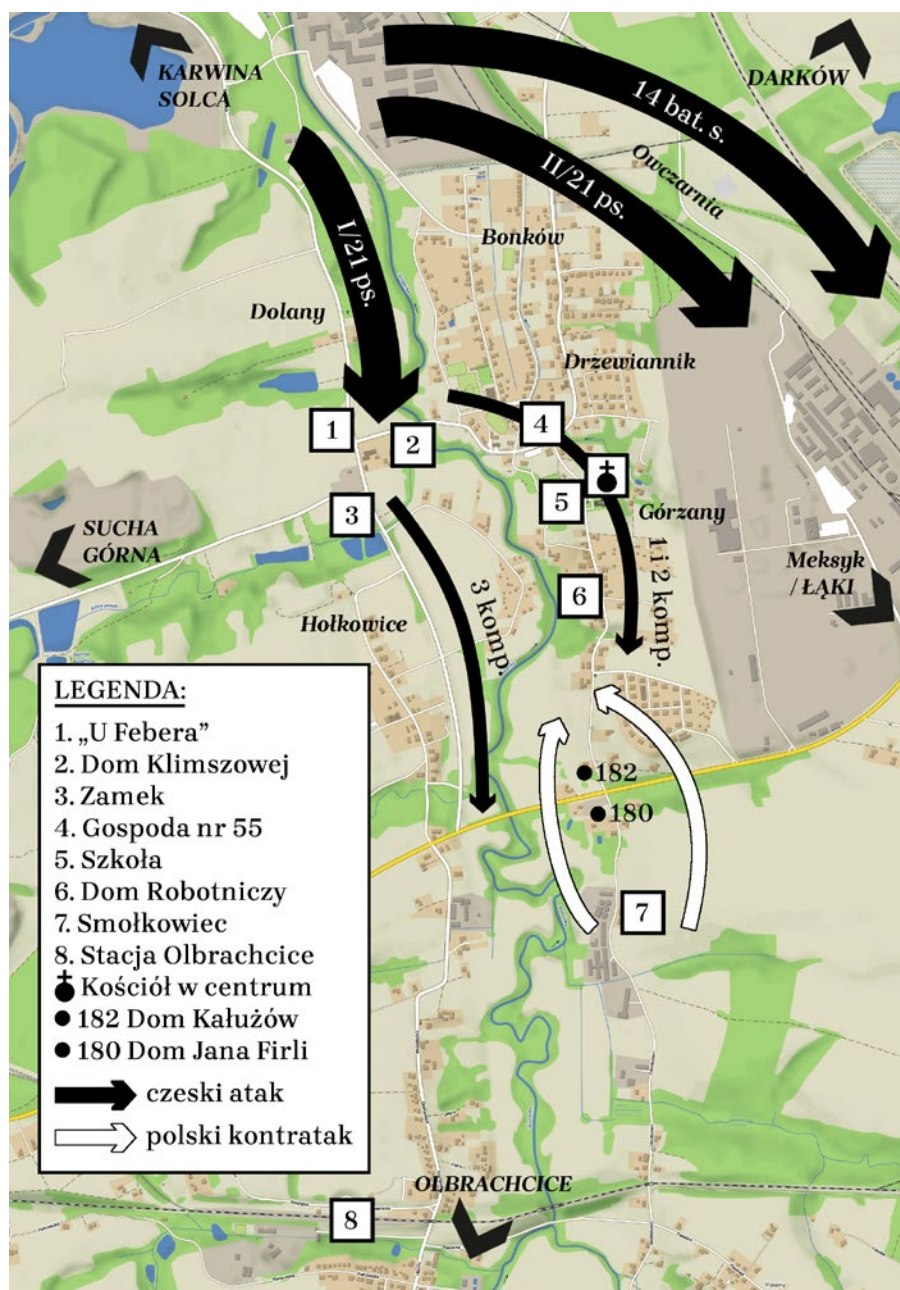 KARWINA
SOLCA
DARKÓW
14 bat. s.
II/21 ps.
Owczarnia
I/21 ps.
Bonków
Dolany
Drzewiannik
1
2
4
3
5
Górzany
SUCHA
GÓRNA
Meksyk
/ŁĄKI
6
1 i 2 komp.
3 komp.
Hołkowice
182
180
7
LEGENDA:
1. „U Febera”
2. Dom Klimszowej
3. Zamek
4. Gospoda nr 55
5. Szkoła
6. Dom Robotniczy
7. Smołkowiec
8. Stacja Olbrachcice
Kościół w centrum
182 Dom Kałużów
180 Dom Jana Firli
czeski atak
polski kontratak
OLBRACHCICE
8